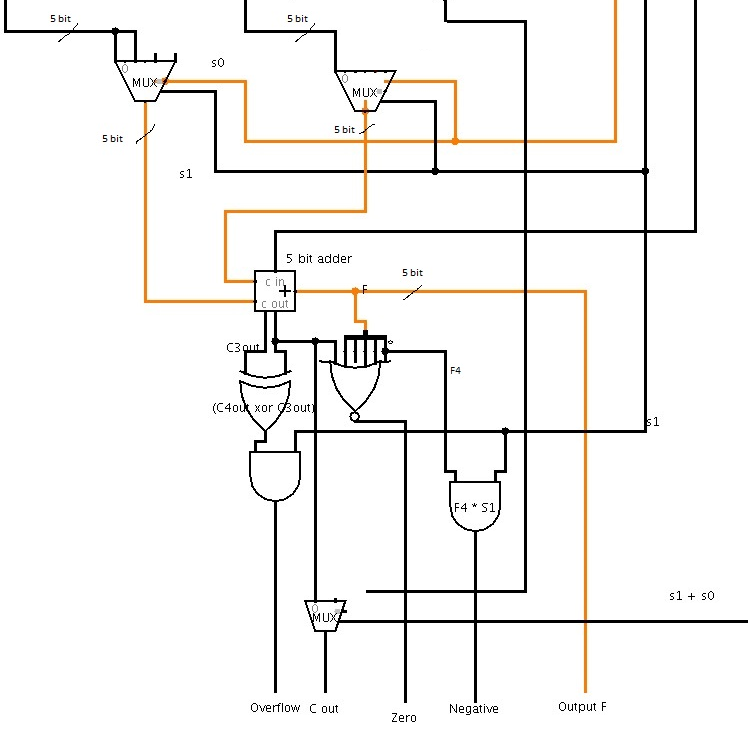 5 bit
5 bit
s0
0
MUX
0
MUX
5 bit
5 bit
s1
5 bit adder
c in
+
c out
5 bit
F
C3out
F4
(C4out xor C3out)
s1
F4 * S1
s1 + s0
0
MUX
Overflow
C out
Zero
Negative
Output F